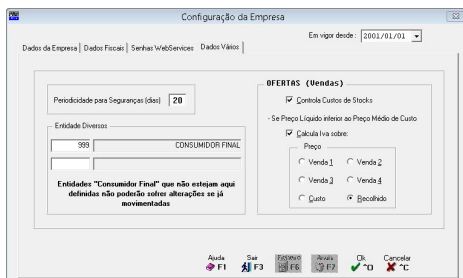 Configuração da Empresa
Em vigor desde : 2001/01/01
Dados da Empresa Dados Fiscais Senhas WebServices Dados Vários
Periodicidade para Seguranças (dias) 20
Entidade Diversos
999 CONSUMIDOR FINAL
Entidades "Consumidor Final" que não estejam aqui
definidas não poderão sofrer alterações se já
movimentadas
OFERTAS (Vendas)
Controla Custos de Stocks
- Se Preço Líquido inferior ao Preço Médio de Custo
Calcula Iva sobre:
Preço
Venda 1 Venda 2
Venda 3 Venda 4
Custo Recolhido
Ajuda Sair Anula Ok Cancelar
F1 F3 F6 F7 ^O ^C